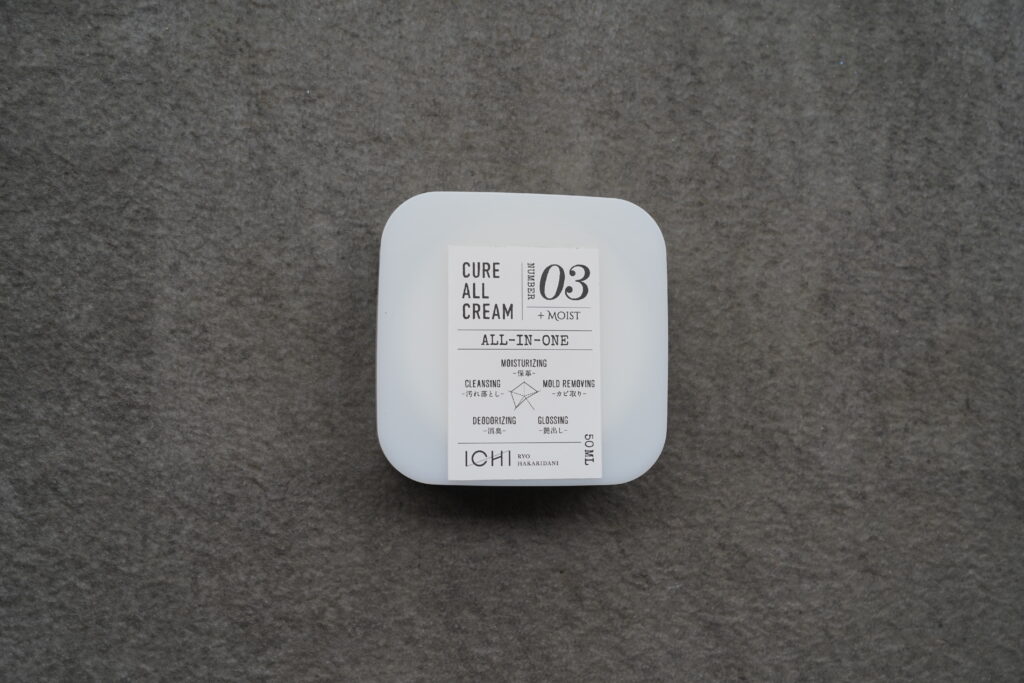 CURE
ALL
CREAM
NUMBER
03
+ MOIST
ALL-IN-ONE
MOISTURIZING
-保革-
CLEANSING
-汚れ落とし-
MOLD REMOVING
-カビ取り-
DEODORIZING
-消臭-
GLOSSING
-艶出し-
50ML
ICHI
RYO
HAKARIDANI